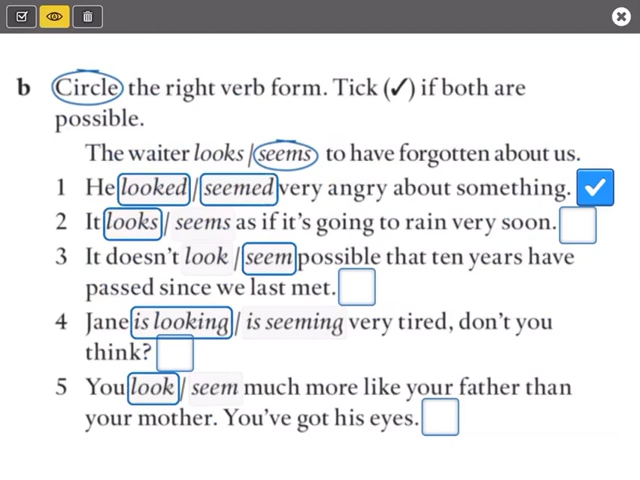 b Circle the right verb form. Tick (✓) if both are
possible.
The waiter looks / seems to have forgotten about us.
1 He looked / seemed very angry about something.
2 It looks / seems as if it's going to rain very soon.
3 It doesn't look / seem possible that ten years have
passed since we last met.
4 Jane is looking / is seeming very tired, don't you
think?
5 You look / seem much more like your father than
your mother. You've got his eyes.